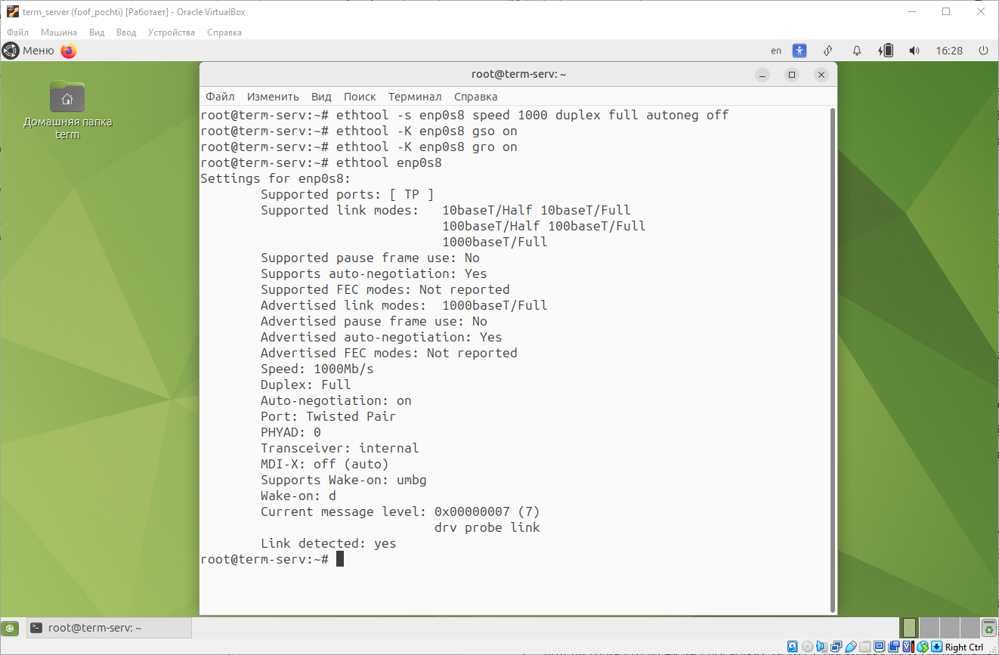 term_server (foof_pochti) [Работает] - Oracle VirtualBox
Файл Машина Вид Ввод Устройства Справка
Меню en 16:28
Домашняя папка
term
root@term-serv: ~
Файл Изменить Вид Поиск Терминал Справка
root@term-serv:~# ethtool -s enp0s8 speed 1000 duplex full autoneg off
root@term-serv:~# ethtool -K enp0s8 gso on
root@term-serv:~# ethtool -K enp0s8 gro on
root@term-serv:~# ethtool enp0s8
Settings for enp0s8:
Supported ports: [ TP ]
Supported link modes: 10baseT/Half 10baseT/Full
100baseT/Half 100baseT/Full
1000baseT/Full
Supported pause frame use: No
Supports auto-negotiation: Yes
Supported FEC modes: Not reported
Advertised link modes: 1000baseT/Full
Advertised pause frame use: No
Advertised auto-negotiation: Yes
Advertised FEC modes: Not reported
Speed: 1000Mb/s
Duplex: Full
Auto-negotiation: on
Port: Twisted Pair
PHYAD: 0
Transceiver: internal
MDI-X: off (auto)
Supports Wake-on: umbg
Wake-on: d
Current message level: 0x00000007 (7)
drv probe link
Link detected: yes
root@term-serv:~#
root@term-serv: ~
Right Ctrl